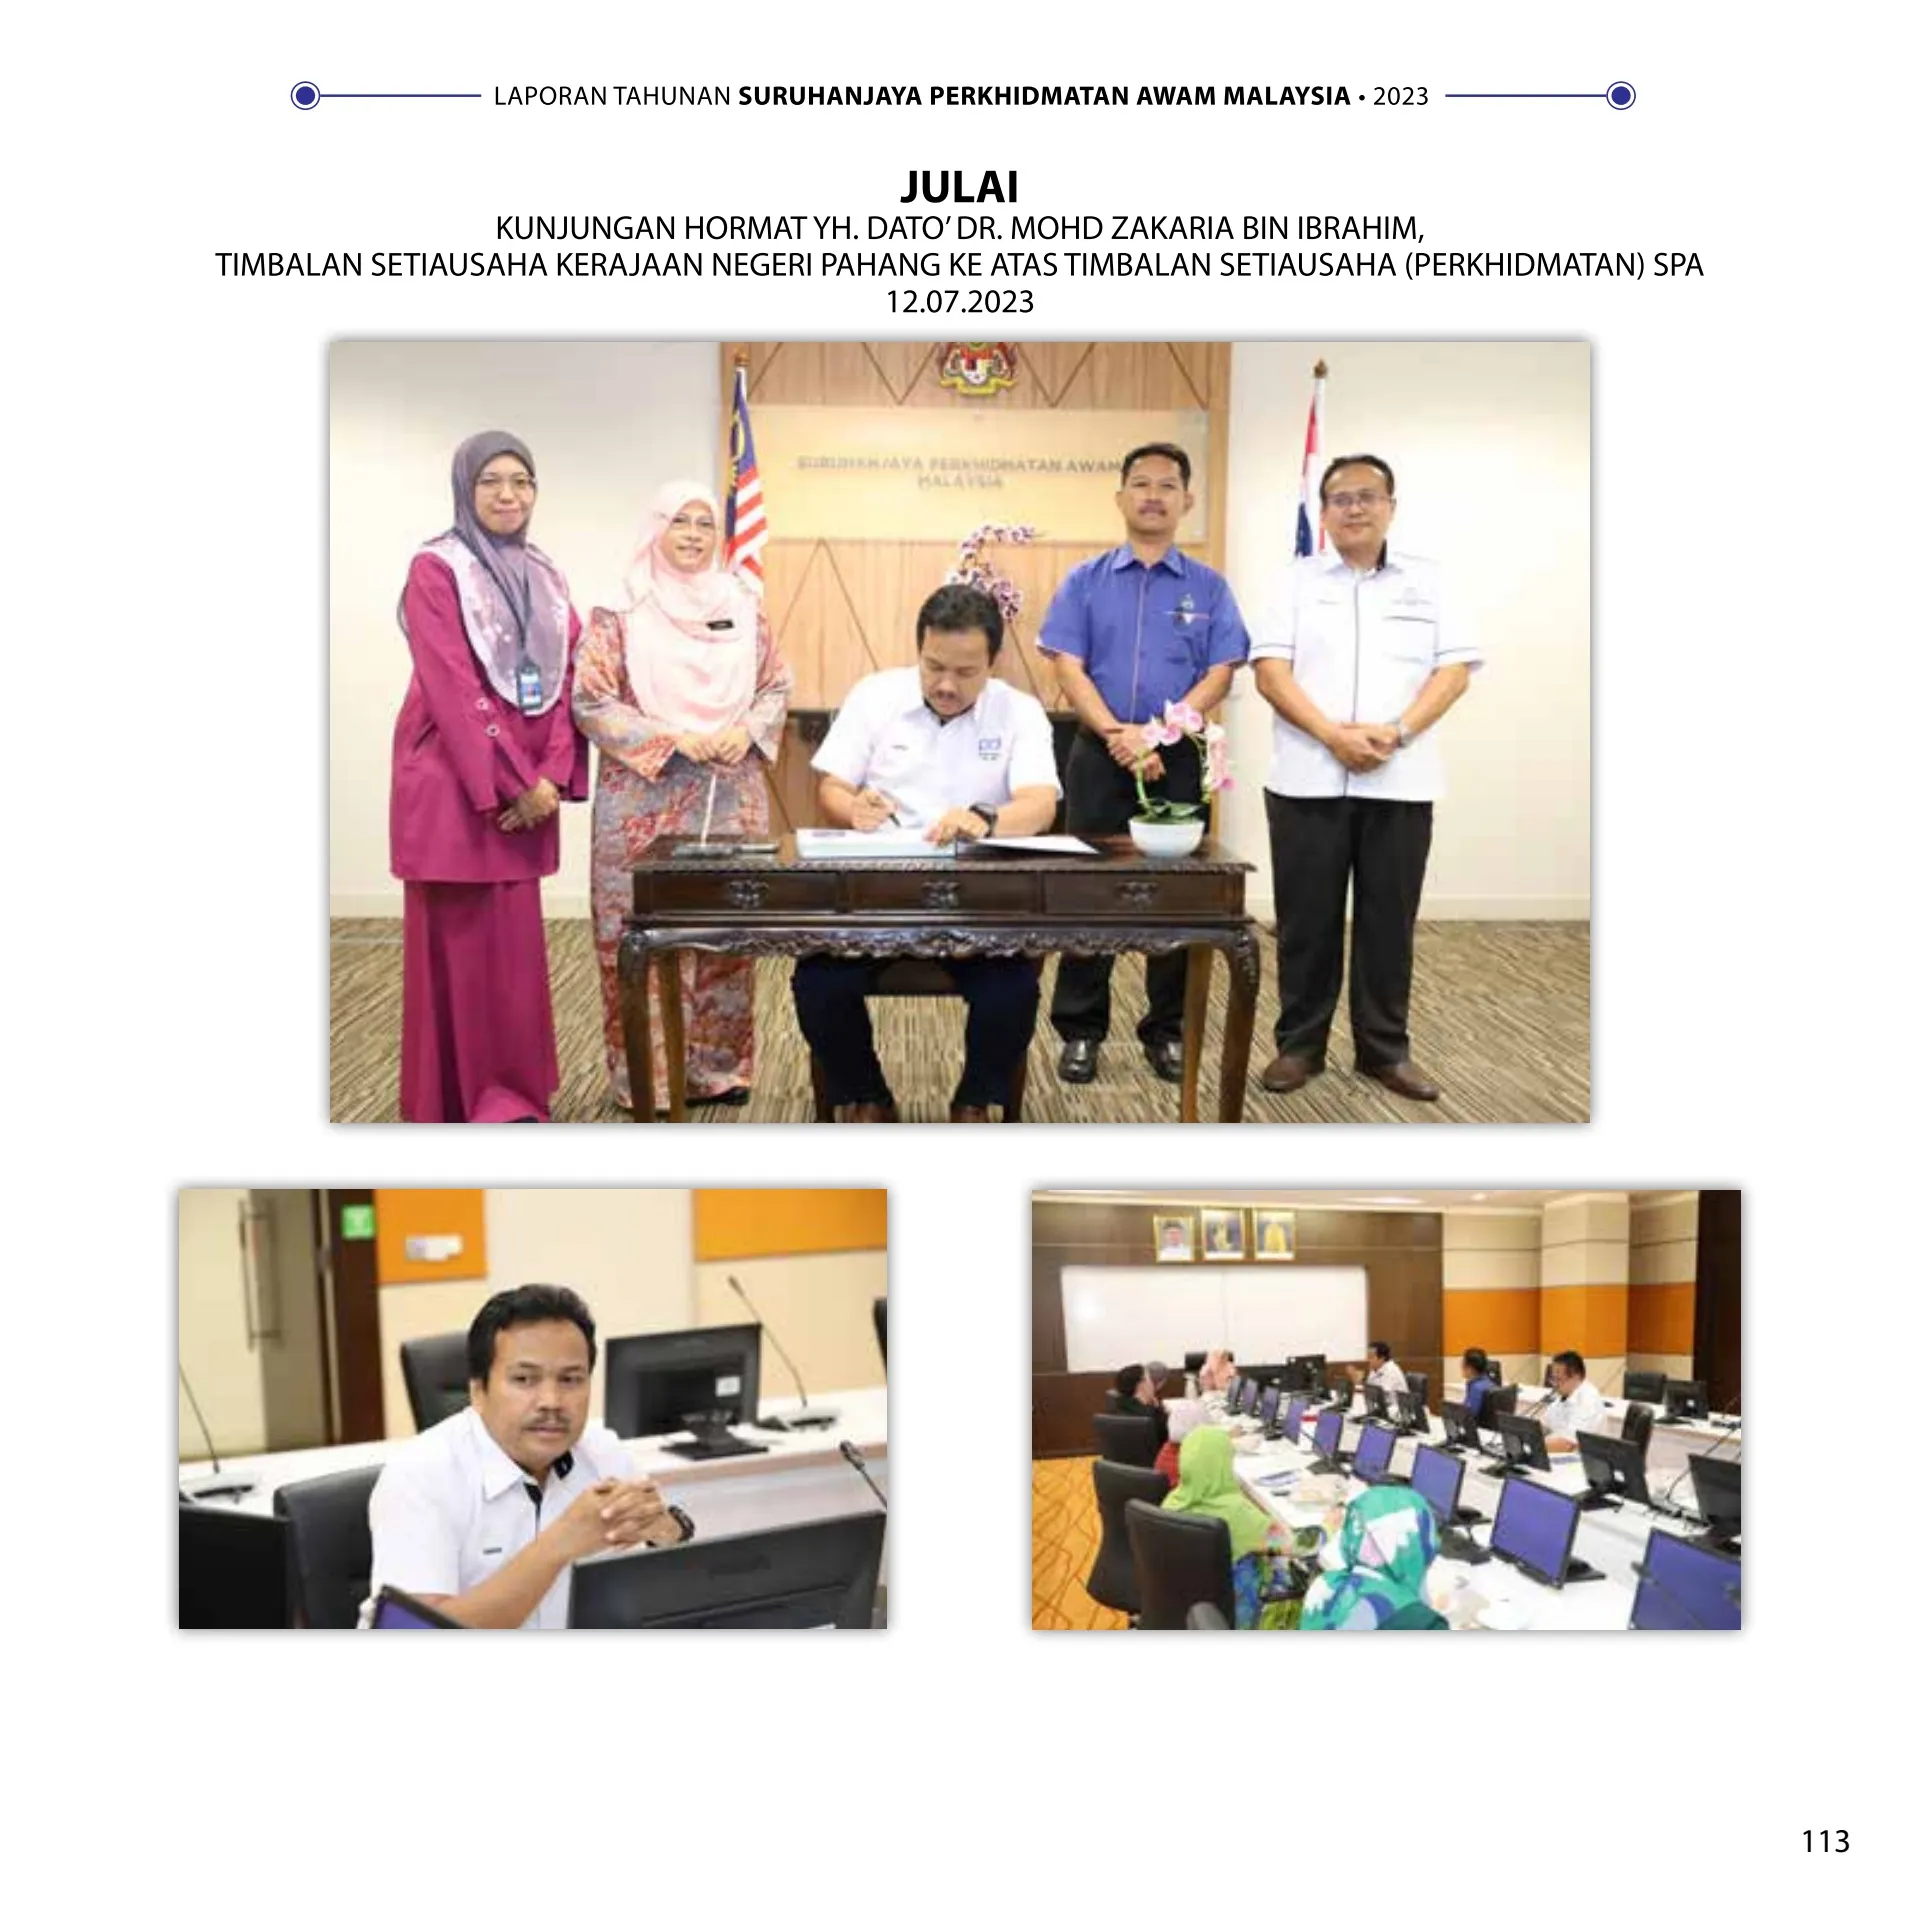 LAPORAN TAHUNAN SURUHANJAYA PERKHIDMATAN AWAM MALAYSIA • 2023
JULAI
KUNJUNGAN HORMAT YH. DATO’ DR. MOHD ZAKARIA BIN IBRAHIM,
TIMBALAN SETIAUSAHA KERAJAAN NEGERI PAHANG KE ATAS TIMBALAN SETIAUSAHA (PERKHIDMATAN) SPA
12.07.2023
SURUHANJAYA PERKHIDMATAN AWAM
MALAYSIA
113